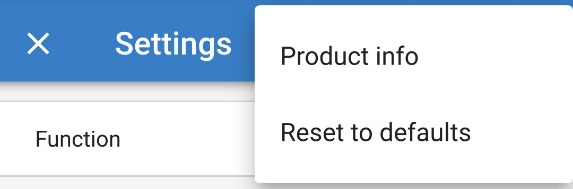 Settings
Product info
Reset to defaults
Function